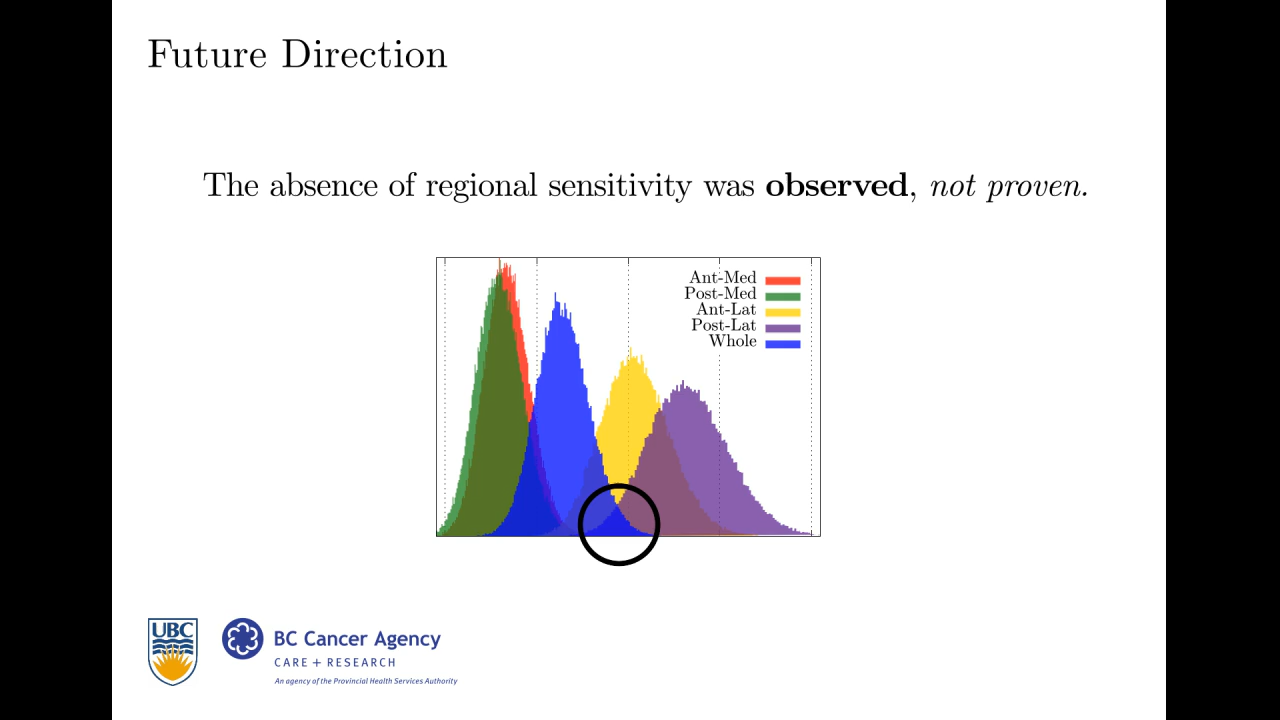 Future Direction
The absence of regional sensitivity was observed, not proven.
Ant-Med
Post-Med
Ant-Lat
Post-Lat
Whole
UBC
BC Cancer Agency
CARE + RESEARCH
An agency of the Provincial Health Services Authority